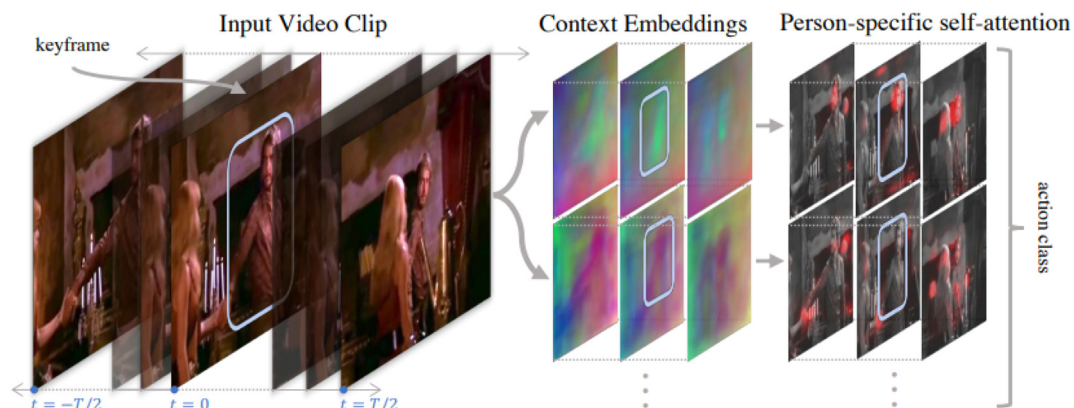 Input Video Clip
Context Embeddings
Person-specific self-attention
keyframe
action class
t = −T/2
t = 0
t = T/2